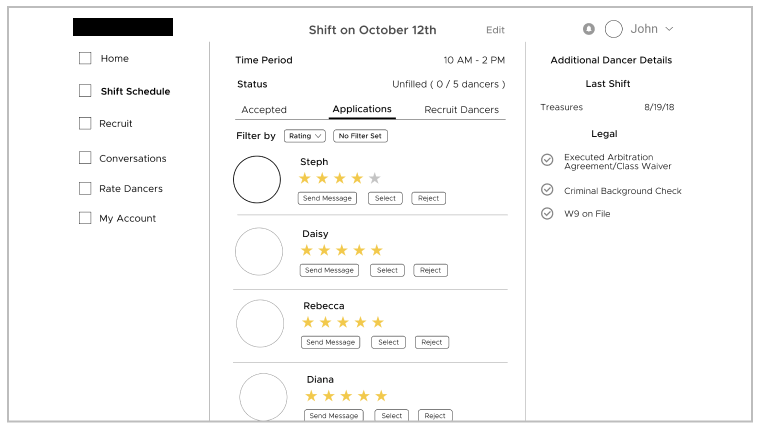 Shift on October 12th
Edit
John
Home
Shift Schedule
Recruit
Conversations
Rate Dancers
My Account
Time Period 10 AM - 2 PM
Status Unfilled ( 0 / 5 dancers )
Accepted Applications Recruit Dancers
Filter by Rating No Filter Set
Steph
Send Message Select Reject
Daisy
Send Message Select Reject
Rebecca
Send Message Select Reject
Diana
Send Message Select Reject
Additional Dancer Details
Last Shift
Treasures 8/19/18
Legal
Executed Arbitration
Agreement/Class Waiver
Criminal Background Check
W9 on File